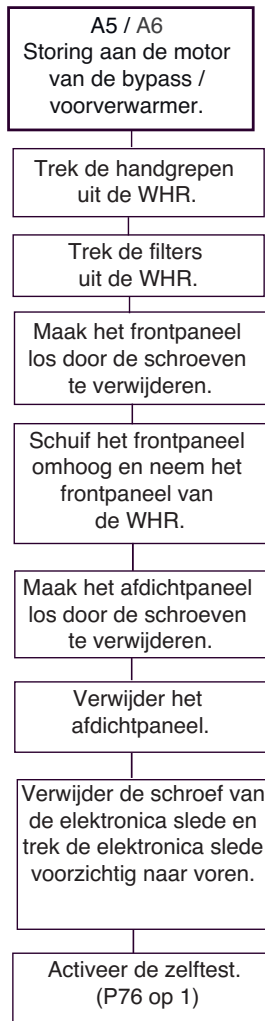 A5 / A6
Storing aan de motor
van de bypass /
voorverwarmer.
Trek de handgrepen
uit de WHR.
Trek de filters
uit de WHR.
Maak het frontpaneel
los door de schroeven
te verwijderen.
Schuif het frontpaneel
omhoog en neem het
frontpaneel van
de WHR.
Maak het afdichtpaneel
los door de schroeven
te verwijderen.
Verwijder het
afdichtpaneel.
Verwijder de schroef van
de elektronica slede en
trek de elektronica slede
voorzichtig naar voren.
Activeer de zelftest.
(P76 op 1)